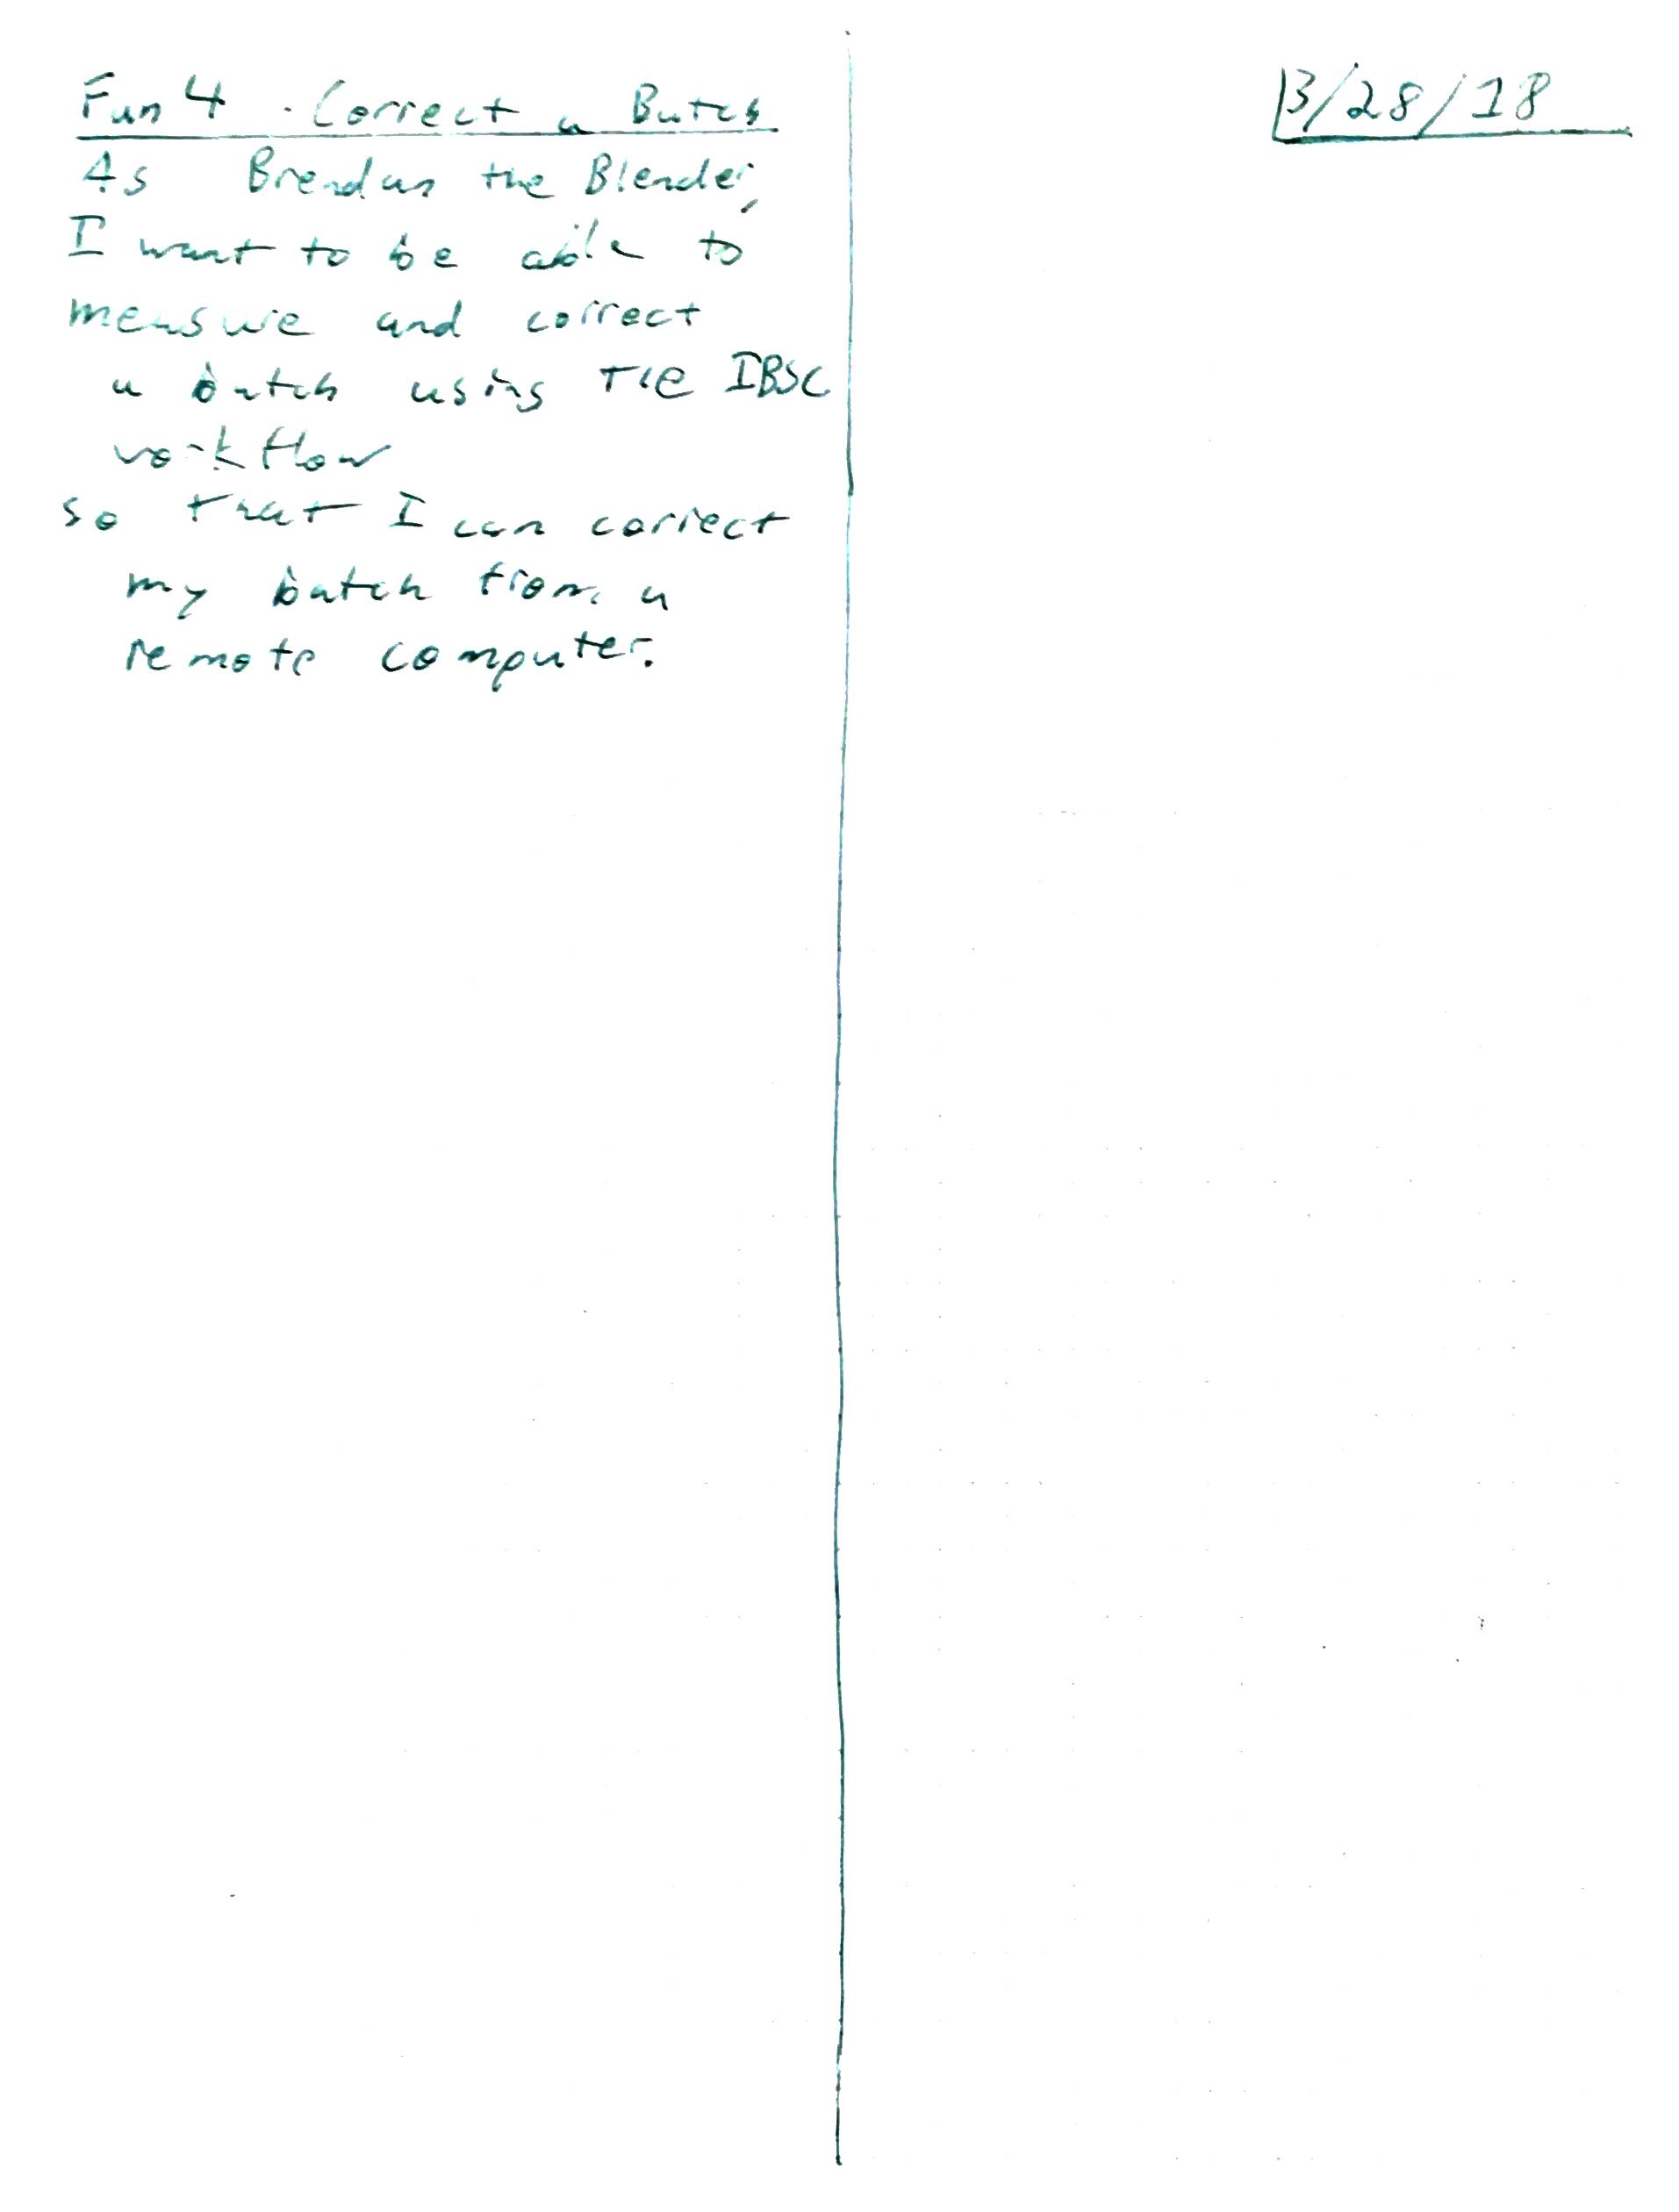 Fun 4 - Correct a Batch
3/28/18
As Brendan the Blender,
I want to be able to
measure and correct
a batch using the IBSC
workflow
so that I can correct
my batch from a
remote computer.